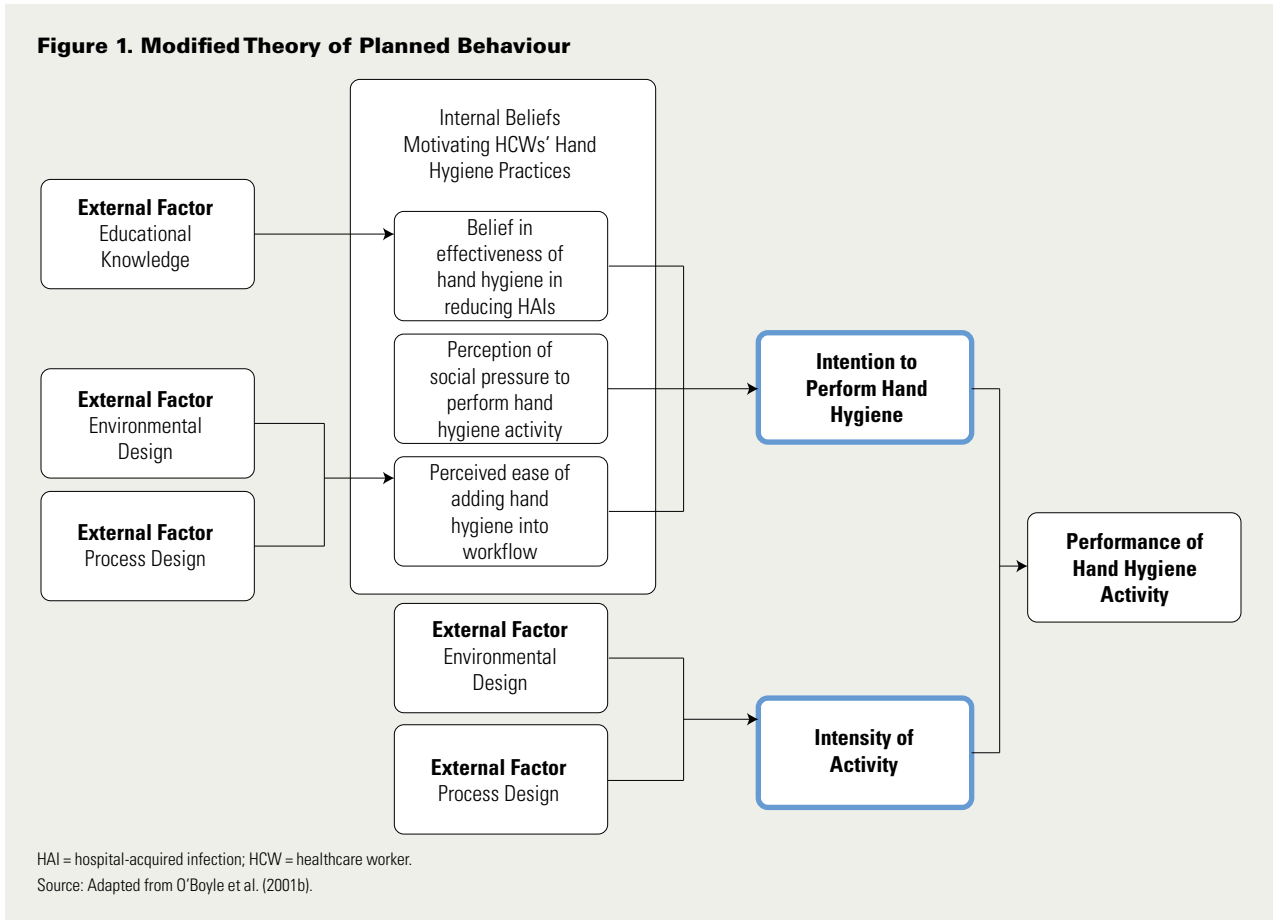 Figure 1. Modified Theory of Planned Behaviour
Internal Beliefs
Motivating HCWs' Hand
Hygiene Practices
External Factor
Educational
Knowledge
Belief in
effectiveness of
hand hygiene in
reducing HAIs
External Factor
Environmental
Design
Perception of
social pressure to
perform hand
hygiene activity
Intention to
Perform Hand
Hygiene
External Factor
Process Design
Perceived ease of
adding hand
hygiene into
workflow
Performance of
Hand Hygiene
Activity
External Factor
Environmental
Design
External Factor
Process Design
Intensity of
Activity
HAI = hospital-acquired infection; HCW = healthcare worker.
Source: Adapted from O'Boyle et al. (2001b).